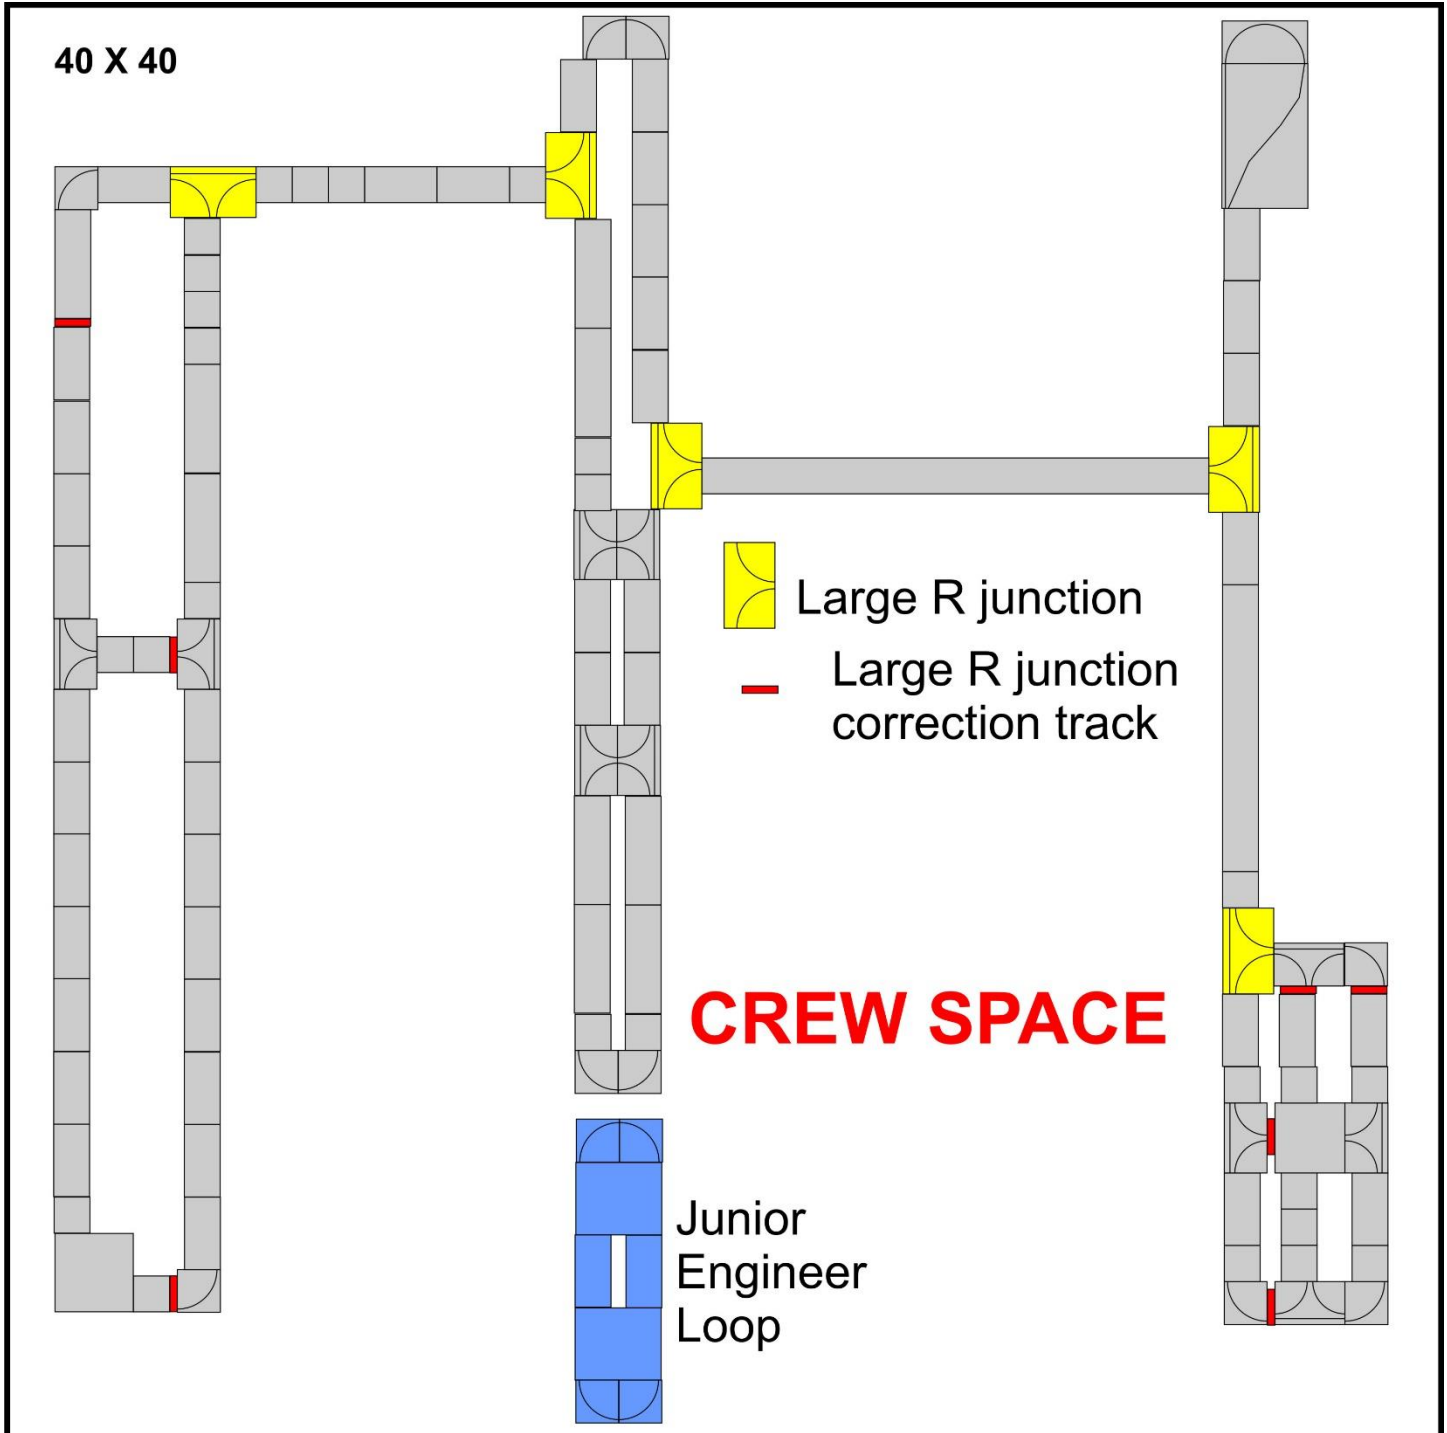 40 X 40
Large R junction
Large R junction
correction track
CREW SPACE
Junior
Engineer
Loop